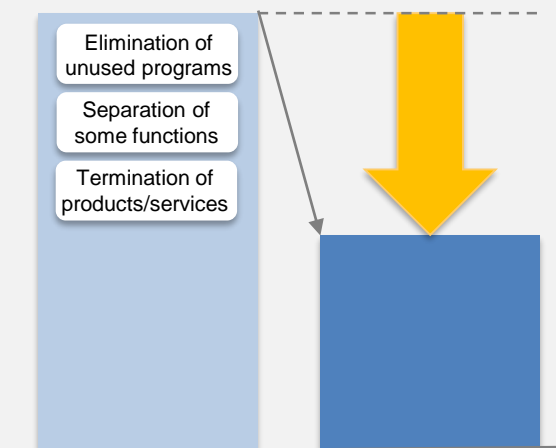 Elimination of
unused programs
Separation of
some functions
Termination of
products/services